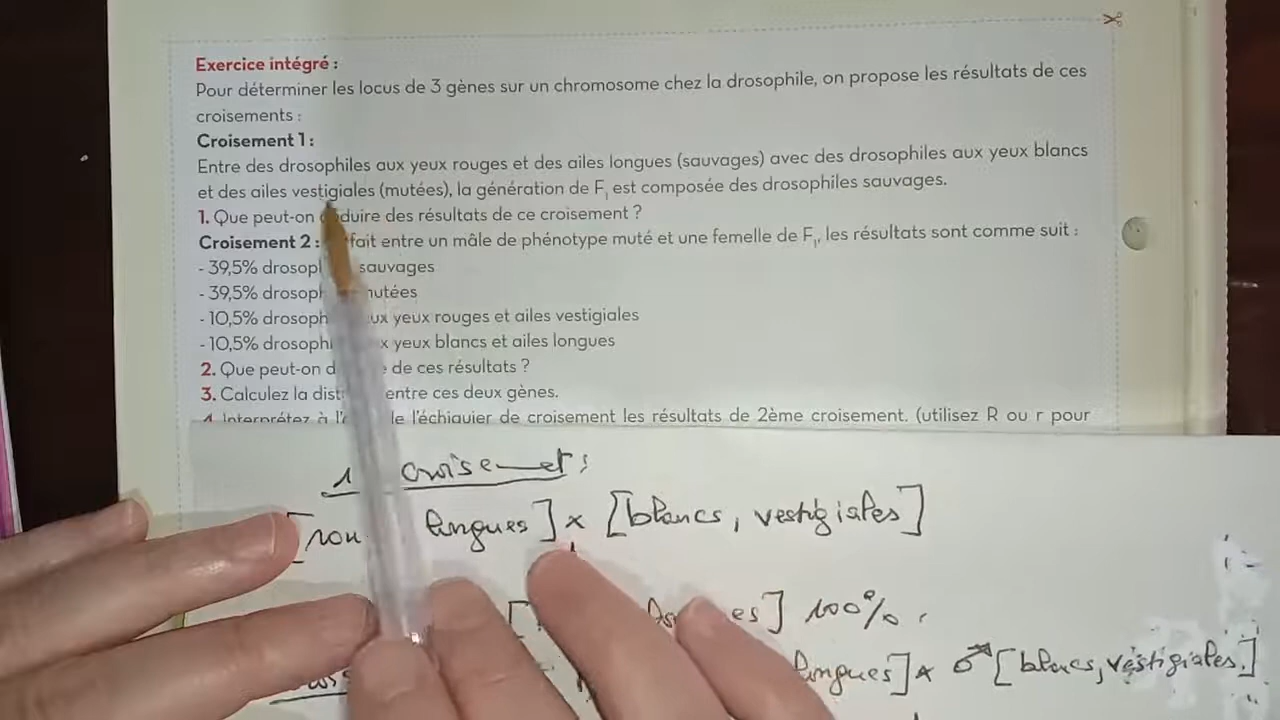 Exercice intégré :
Pour déterminer les locus de 3 gènes sur un chromosome chez la drosophile, on propose les résultats de ces
croisements :
Croisement 1 :
Entre des drosophiles aux yeux rouges et des ailes longues (sauvages) avec des drosophiles aux yeux blancs
et des ailes vestigiales (mutées), la génération de F₁ est composée des drosophiles sauvages.
1. Que peut-on duire des résultats de ce croisement ?
Croisement 2 : fait entre un mâle de phénotype muté et une femelle de F₁, les résultats sont comme suit :
- 39,5% drosoph sauvages
- 39,5% drosoph mutées
- 10,5% drosoph ux yeux rouges et ailes vestigiales
- 10,5% drosoph x yeux blancs et ailes longues
2. Que peut-on d de ces résultats ?
3. Calculez la dist entre ces deux gènes.
4. Interprétez à l' le l'échiquier de croisement les résultats de 2ème croisement. (utilisez R ou r pour
1 croisement :
[rou longues] x [blancs, vestigiales]
[ es] 100%.
longues] x ♂ [blancs, vestigiales.]